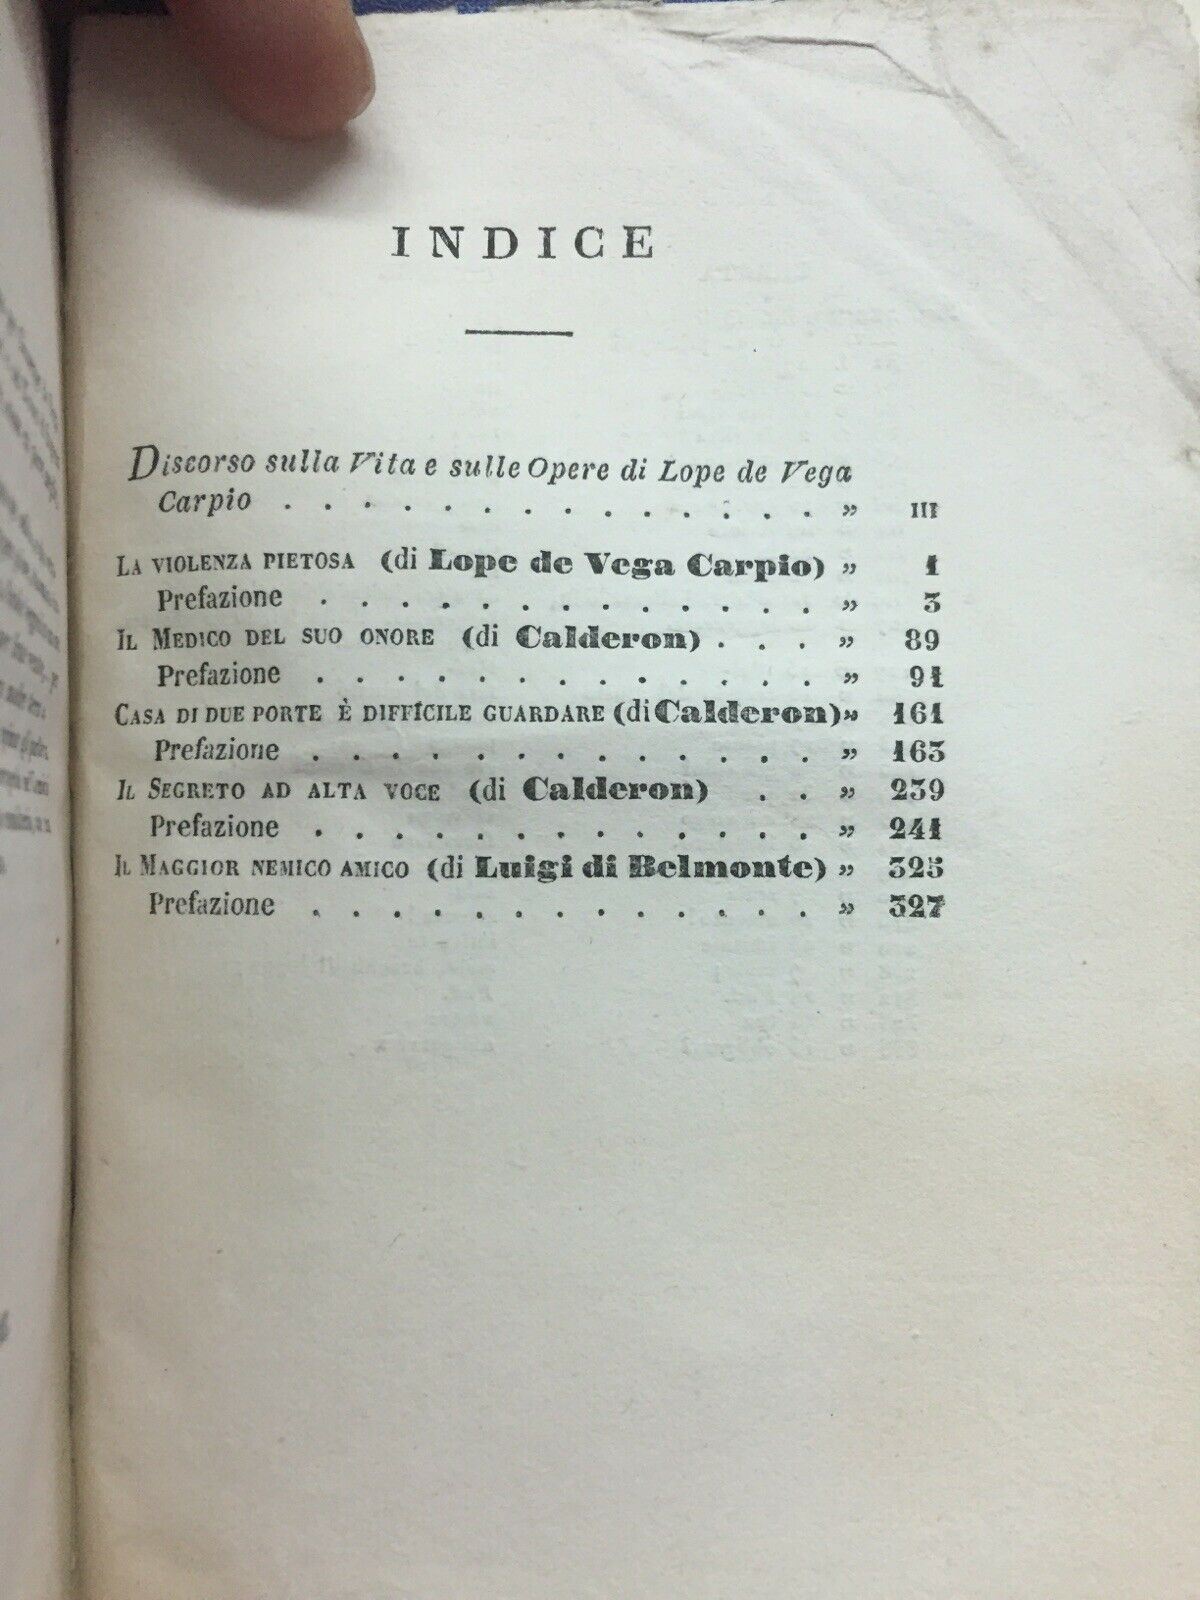 INDICE
Discorso sulla Vita e sulle Opere di Lope de Vega
Carpio . . . . . . . . . . . . . . » III
LA VIOLENZA PIETOSA (di Lope de Vega Carpio) » 1
Prefazione . . . . . . . . . . . . . » 3
IL MEDICO DEL SUO ONORE (di Calderon) . . . » 89
Prefazione . . . . . . . . . . . . . » 91
CASA DI DUE PORTE È DIFFÍCILE GUARDARE (di Calderon) » 161
Prefazione . . . . . . . . . . . . . » 163
IL SEGRETO AD ALTA VOCE (di Calderon) . . » 239
Prefazione . . . . . . . . . . . . . » 241
IL MAGGIOR NEMICO AMICO (di Luigi di Belmonte) » 325
Prefazione . . . . . . . . . . . . . » 327